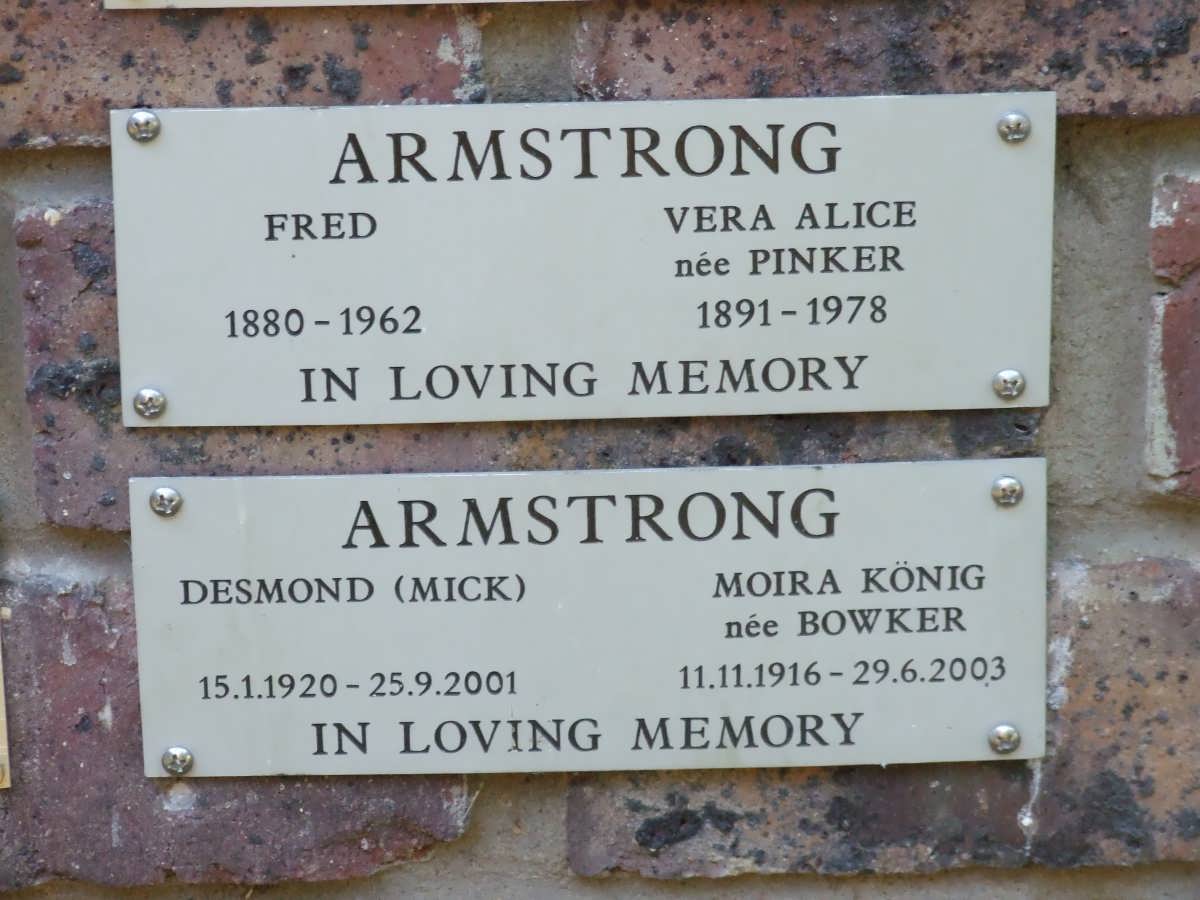 ARMSTRONG
FRED VERA ALICE
née PINKER
1880 - 1962 1891 - 1978
IN LOVING MEMORY
ARMSTRONG
DESMOND (MICK) MOIRA KÖNIG
née BOWKER
15.1.1920 - 25.9.2001 11.11.1916 - 29.6.2003
IN LOVING MEMORY